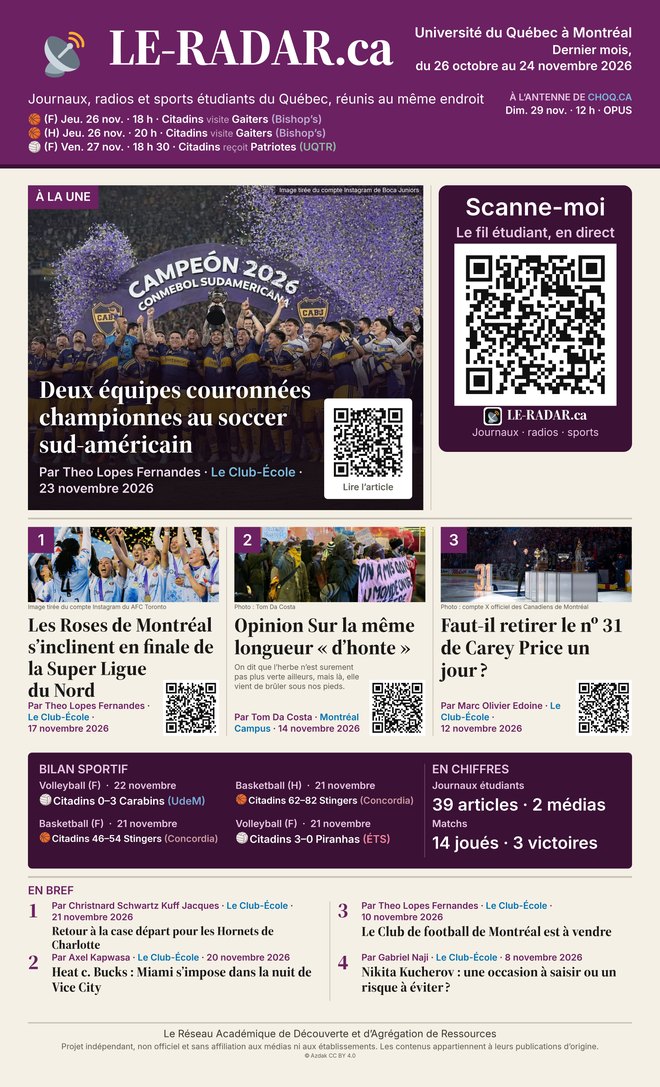 LE-RADAR.ca
Université du Québec à Montréal
Dernier mois,
du 26 octobre au 24 novembre 2026
Journaux, radios et sports étudiants du Québec, réunis au même endroit
À L'ANTENNE DE CHOQ.CA
Dim. 29 nov. · 12 h · OPUS
(F) Jeu. 26 nov. · 18 h · Citadins visite Gaiters (Bishop's)
(H) Jeu. 26 nov. · 20 h · Citadins visite Gaiters (Bishop's)
(F) Ven. 27 nov. · 18 h 30 · Citadins reçoit Patriotes (UQTR)
À LA UNE
Image tirée du compte Instagram de Boca Juniors
CAMPEÓN 2026
CONMEBOL SUDAMERICANA
CABJ
CABJ
Deux équipes couronnées
championnes au soccer
sud-américain
Par Theo Lopes Fernandes · Le Club-École ·
23 novembre 2026
Lire l'article
Scanne-moi
Le fil étudiant, en direct
LE-RADAR.ca
Journaux · radios · sports
1
Image tirée du compte Instagram du AFC Toronto
Les Roses de Montréal
s'inclinent en finale de
la Super Ligue
du Nord
Par Theo Lopes Fernandes ·
Le Club-École ·
17 novembre 2026
2
ON A MIS
Photo : Tom Da Costa
Opinion Sur la même
longueur « d'honte »
On dit que l'herbe n'est surement
pas plus verte ailleurs, mais là, elle
vient de brûler sous nos pieds.
Par Tom Da Costa · Montréal
Campus · 14 novembre 2026
3
31
Photo : compte X officiel des Canadiens de Montréal
Faut-il retirer le nº 31
de Carey Price un
jour ?
Par Marc Olivier Edoine · Le
Club-École ·
12 novembre 2026
BILAN SPORTIF
Volleyball (F) · 22 novembre
Citadins 0–3 Carabins (UdeM)
Basketball (H) · 21 novembre
Citadins 62–82 Stingers (Concordia)
Basketball (F) · 21 novembre
Citadins 46–54 Stingers (Concordia)
Volleyball (F) · 21 novembre
Citadins 3–0 Piranhas (ÉTS)
EN CHIFFRES
Journaux étudiants
39 articles · 2 médias
Matchs
14 joués · 3 victoires
EN BREF
1
Par Christnard Schwartz Kuff Jacques · Le Club-École ·
21 novembre 2026
Retour à la case départ pour les Hornets de
Charlotte
2
Par Axel Kapwasa · Le Club-École · 20 novembre 2026
Heat c. Bucks : Miami s'impose dans la nuit de
Vice City
3
Par Theo Lopes Fernandes · Le Club-École ·
10 novembre 2026
Le Club de football de Montréal est à vendre
4
Par Gabriel Naji · Le Club-École · 8 novembre 2026
Nikita Kucherov : une occasion à saisir ou un
risque à éviter ?
Le Réseau Académique de Découverte et d'Agrégation de Ressources
Projet indépendant, non officiel et sans affiliation aux médias ni aux établissements. Les contenus appartiennent à leurs publications d'origine.
© Azdak CC BY 4.0